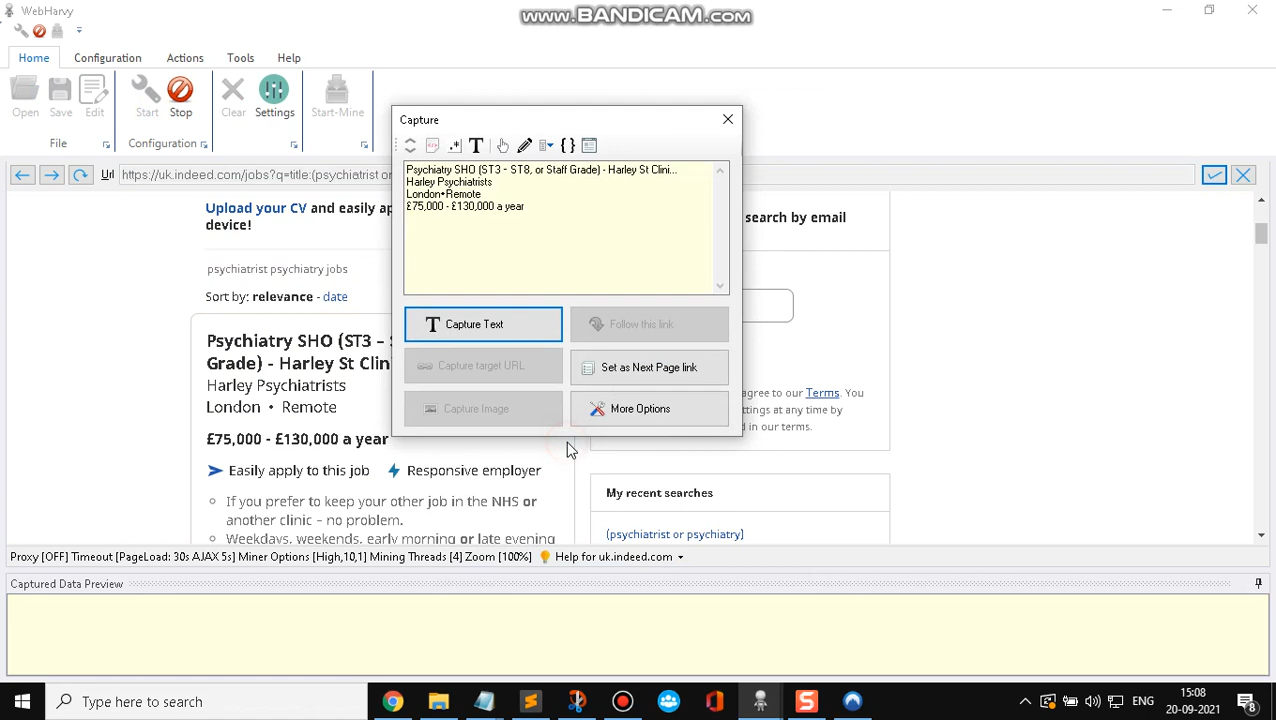 WebHarvy
www.BANDICAM.com
Home
Configuration
Actions
Tools
Help
Open
Save
Edit
Start
Stop
Clear
Settings
Start-Mine
File
Configuration
Url
https://uk.indeed.com/jobs?q=title:(psychiatrist or
Capture
Psychiatry SHO (ST3 - ST8, or Staff Grade) - Harley St Clini...
Harley Psychiatrists
London•Remote
£75,000 - £130,000 a year
T Capture Text
Follow this link
Capture target URL
Set as Next Page link
Capture Image
More Options
Upload your CV and easily ap
device!
psychiatrist psychiatry jobs
Sort by: relevance - date
Psychiatry SHO (ST3 –
Grade) - Harley St Clin
Harley Psychiatrists
London • Remote
£75,000 - £130,000 a year
Easily apply to this job
Responsive employer
If you prefer to keep your other job in the NHS or
another clinic – no problem.
Weekdays, weekends, early morning or late evening
search by email
agree to our Terms. You
ttings at any time by
d in our terms.
My recent searches
(psychiatrist or psychiatry)
Proxy [OFF] Timeout [PageLoad: 30s AJAX 5s] Miner Options [High,10,1] Mining Threads [4] Zoom [100%]
Help for uk.indeed.com
Captured Data Preview
Type here to search
ENG
15:08
20-09-2021
8